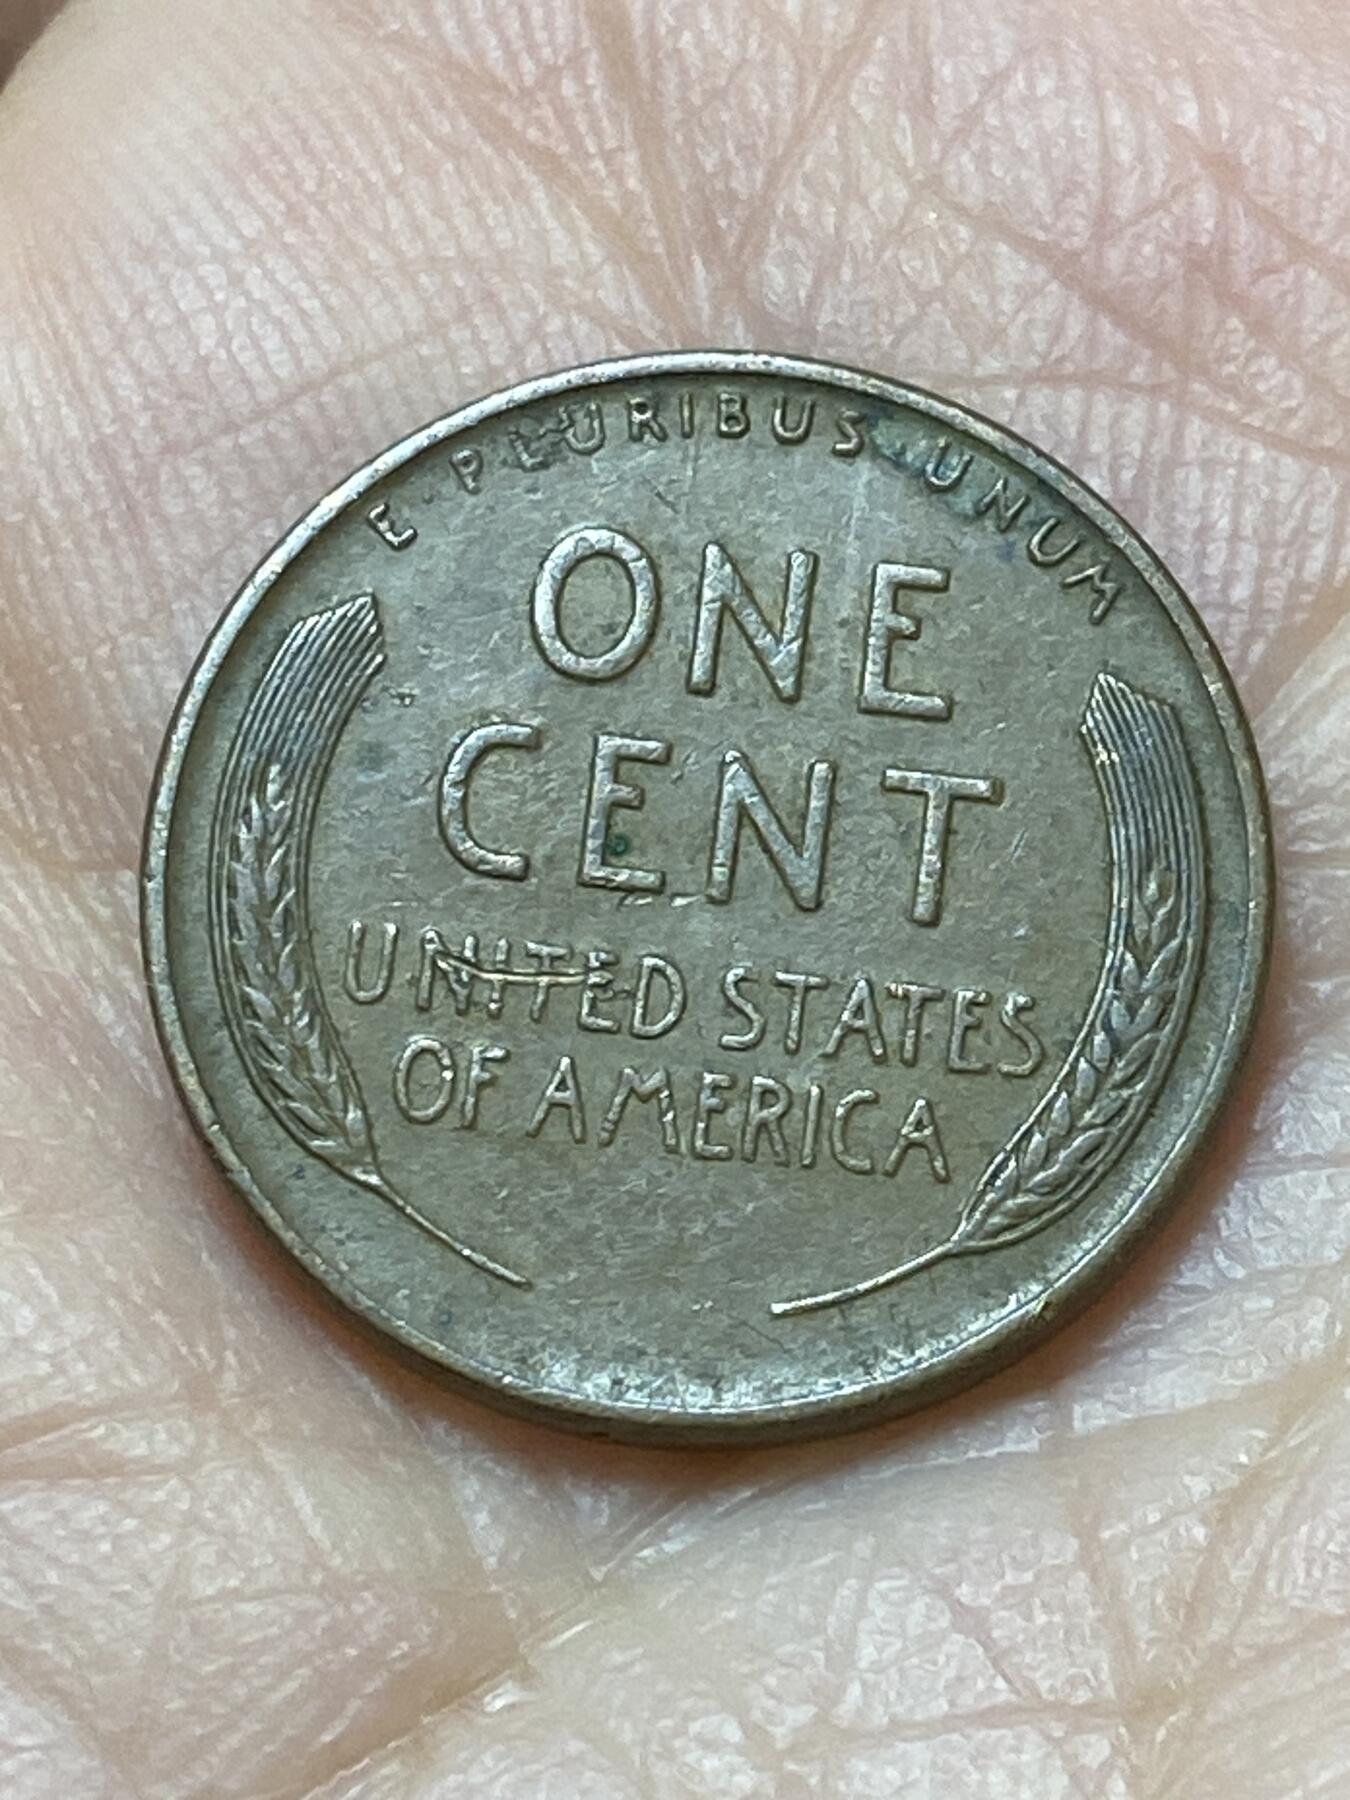 E · PLURIBUS · UNUM
ONE
CENT
UNITED STATES
OF AMERICA